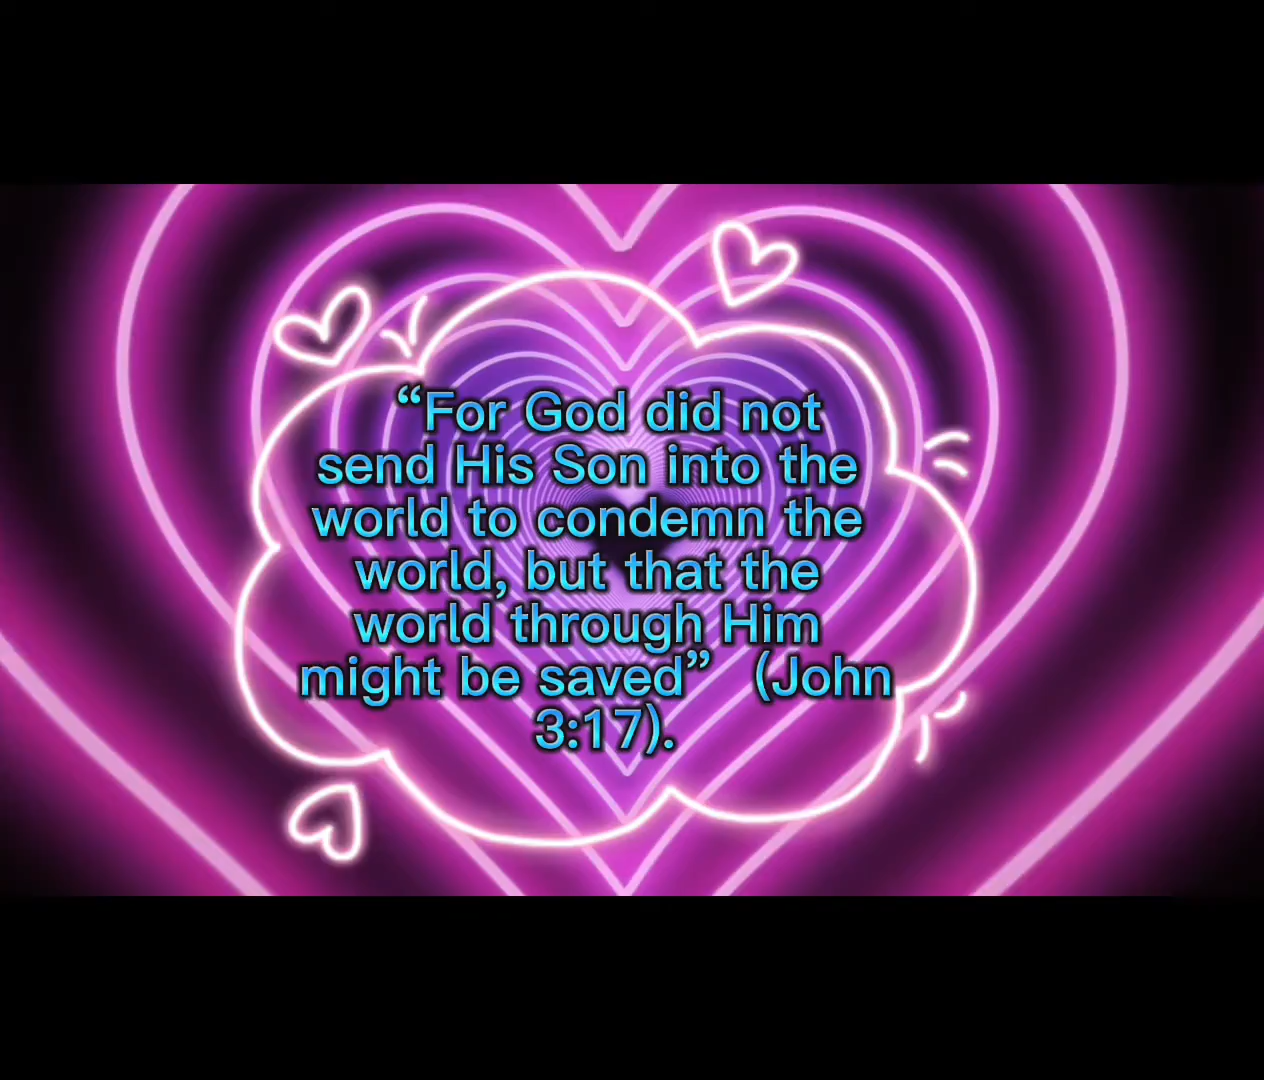 “For God did not
send His Son into the
world to condemn the
world, but that the
world through Him
might be saved” (John
3:17).